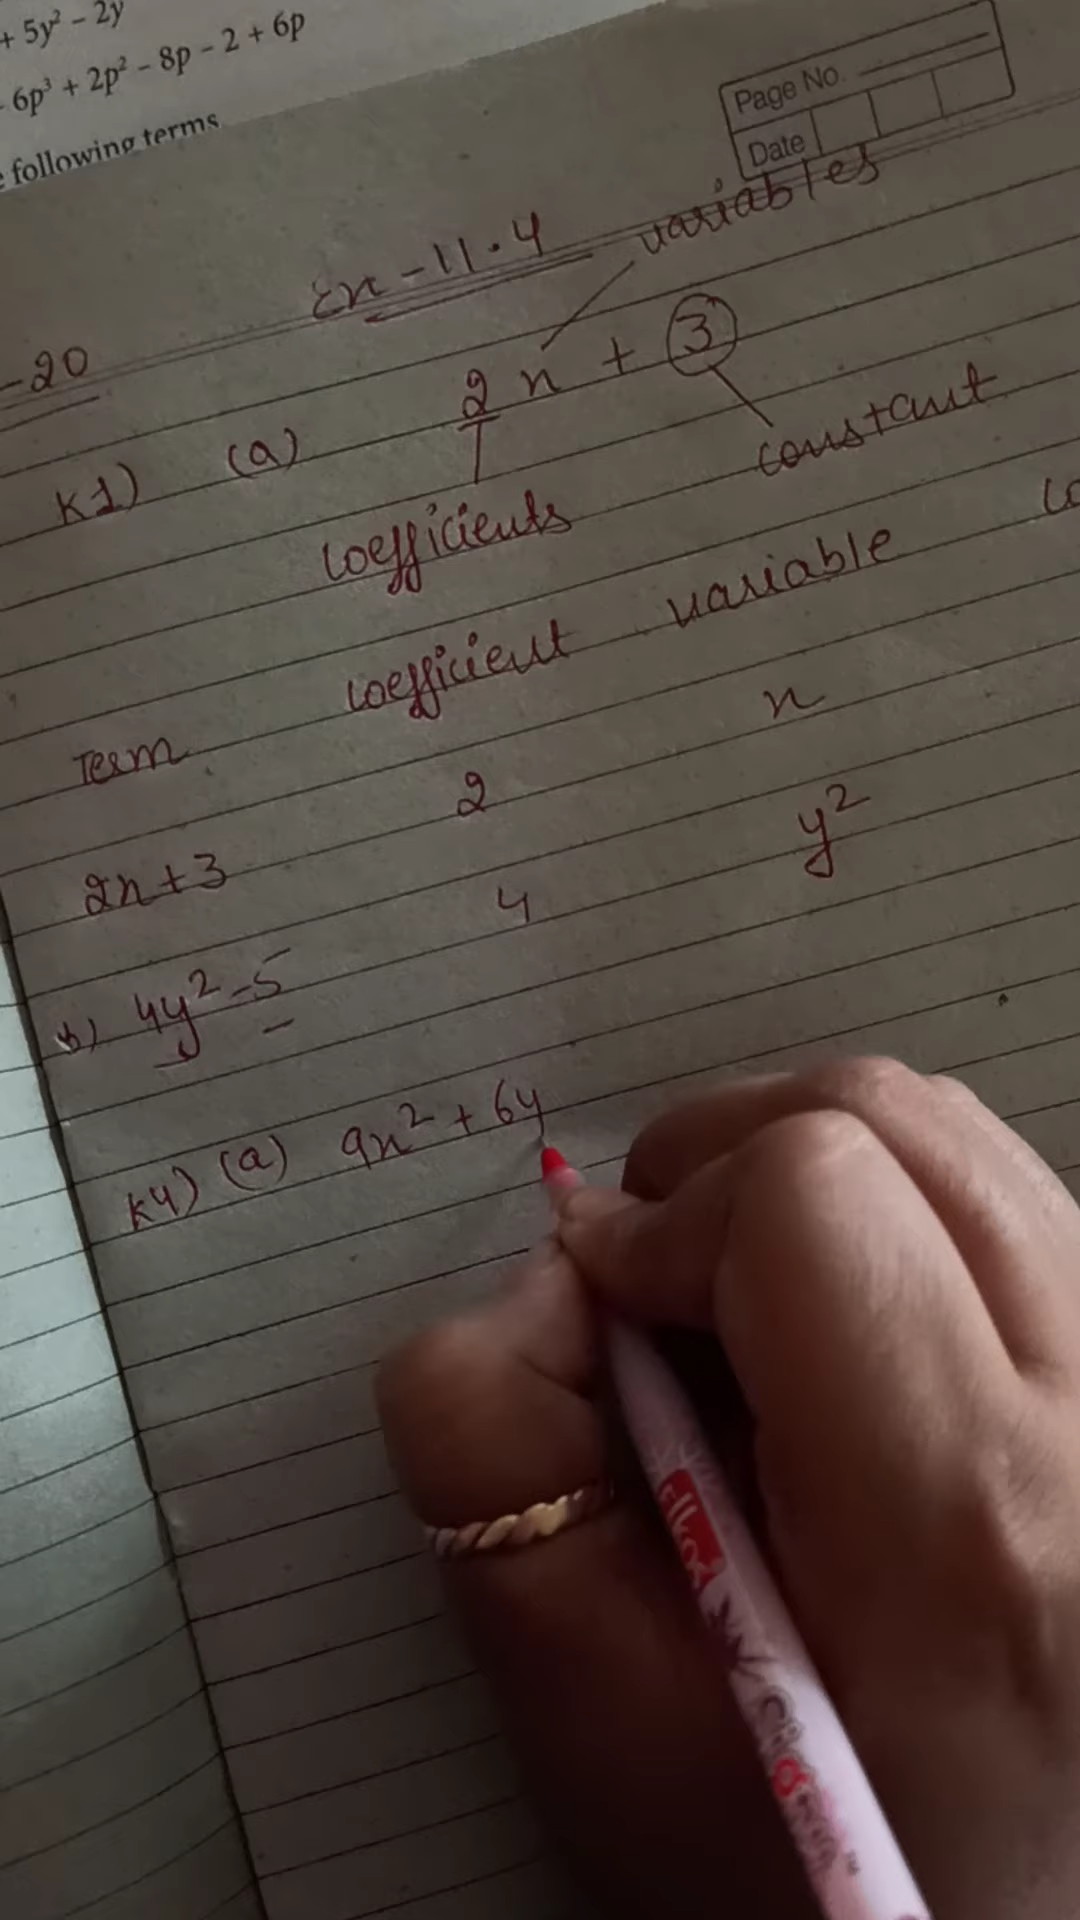 + 5y² − 2y
6p³ + 2p² − 8p − 2 + 6p
following terms
Page No.
Date
Ex - 11.4
variables
-20
K1) (a) 2x + 3
constant
coefficients
Term coefficient variable
2x+3 2 x
b) 4y²-5 4 y²
K4) (a) 9x² + 6y